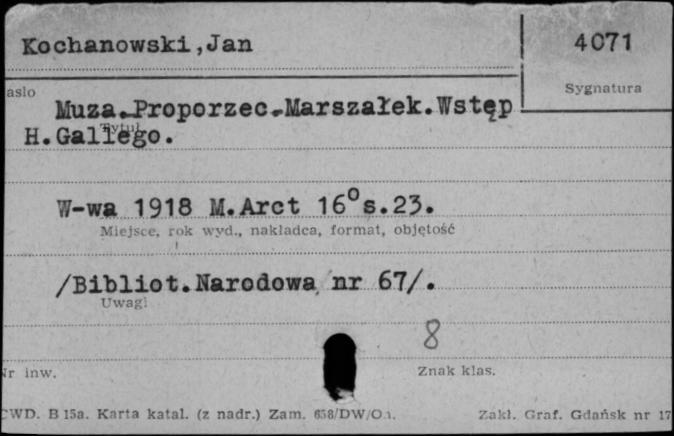 Kochanowski,Jan
4071
asło
Sygnatura
Muza.Proporzec.Marszałek.Wstęp
Tytuł
H.Gallego.
W-wa 1918 M.Arct 16° s.23.
Miejsce, rok wyd., nakładca, format, objętość
/Bibliot.Narodowa nr 67/.
Uwagi
8
Nr inw.
Znak klas.
CWD. B 15a. Karta katal. (z nadr.) Zam. 658/DW/O
Zakł. Graf. Gdańsk nr 17